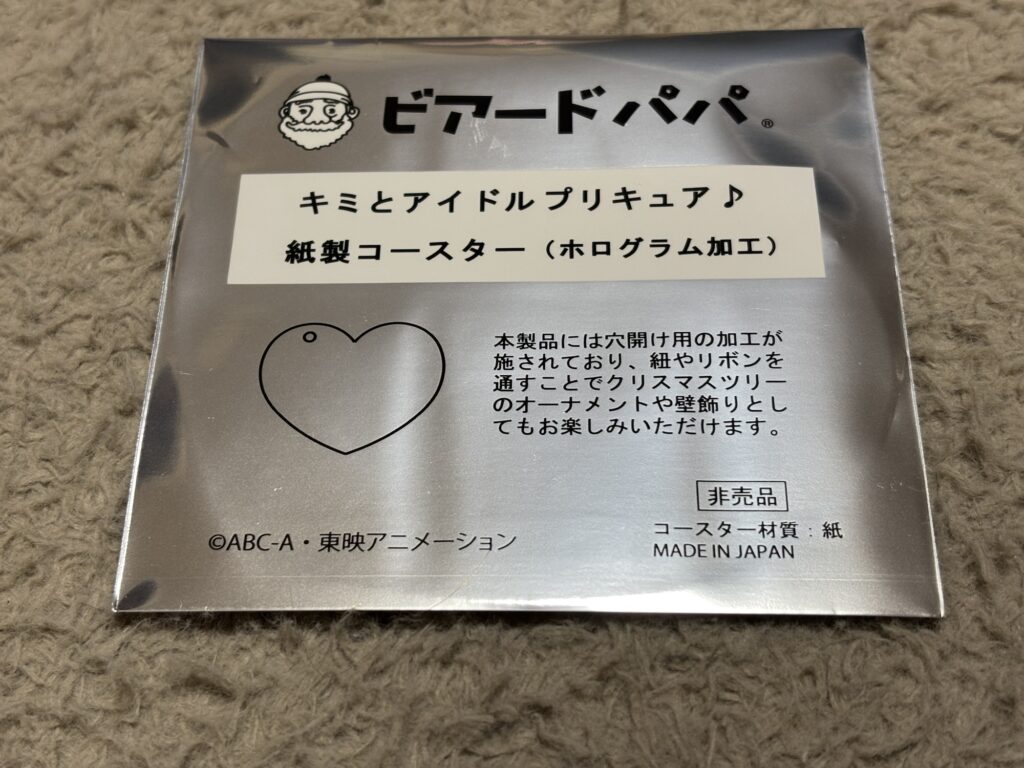 ビアードパパ®
キミとアイドルプリキュア♪
紙製コースター（ホログラム加工）
本製品には穴開け用の加工が
施されており、紐やリボンを
通すことでクリスマスツリー
のオーナメントや壁飾りとし
てもお楽しみいただけます。
非売品
コースター材質：紙
MADE IN JAPAN
©ABC-A・東映アニメーション